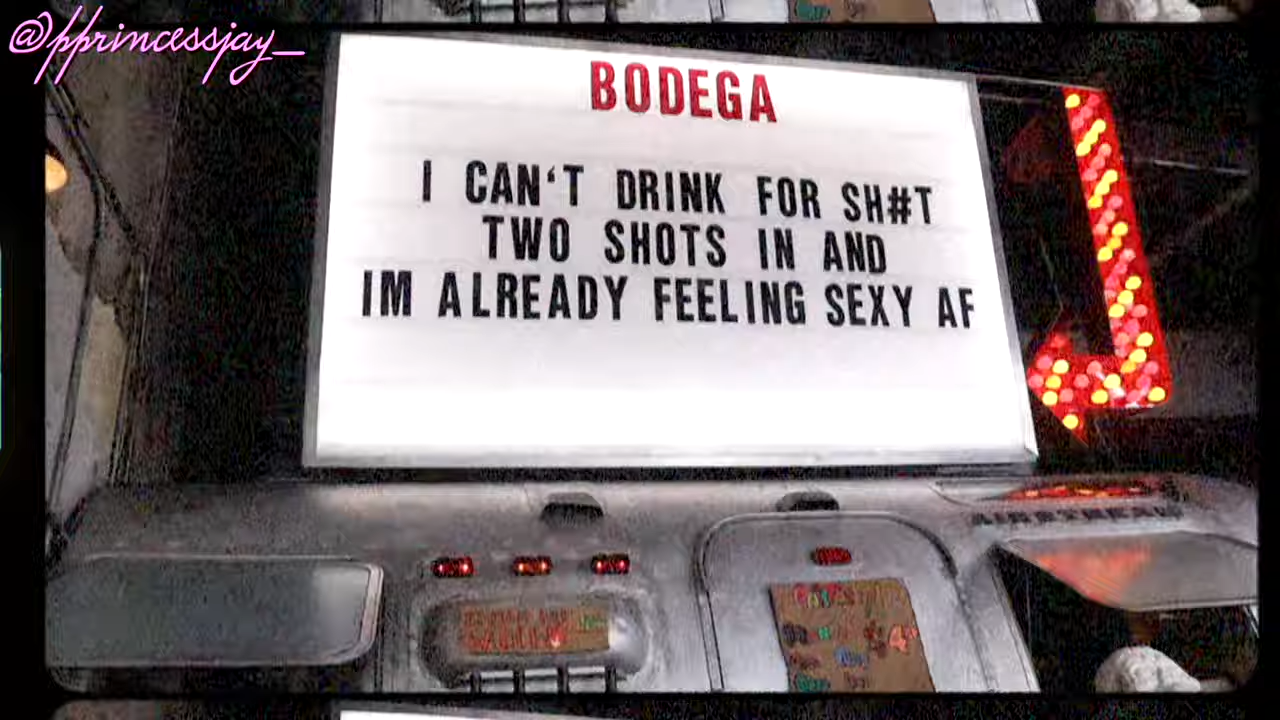 @pprincessjay_
BODEGA
I CAN'T DRINK FOR SH#T
TWO SHOTS IN AND
IM ALREADY FEELING SEXY AF